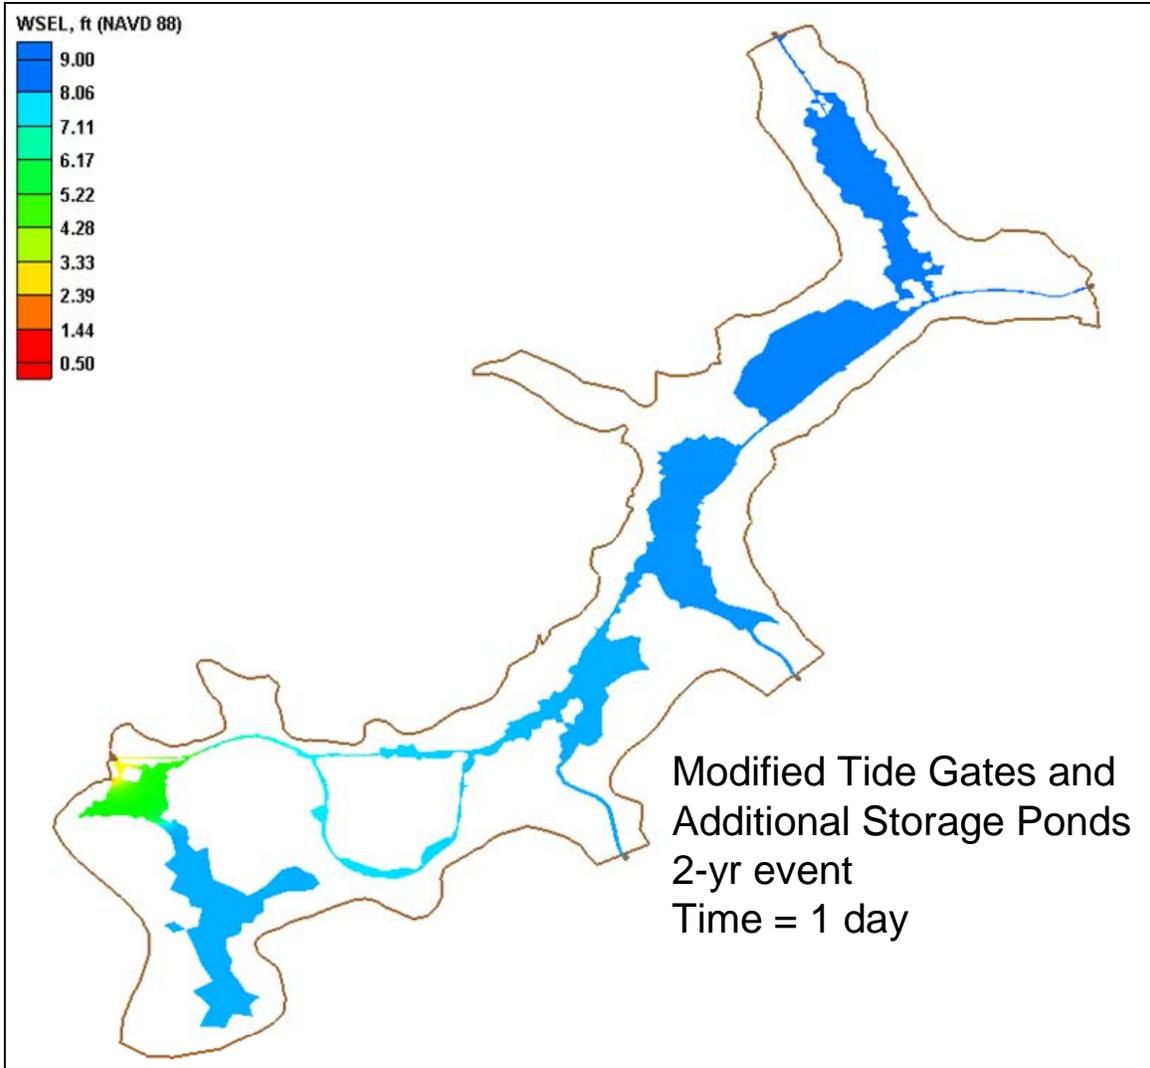 WSEL, ft (NAVD 88)
9.00
8.06
7.11
6.17
5.22
4.28
3.33
2.39
1.44
0.50
Modified Tide Gates and
Additional Storage Ponds
2-yr event
Time = 1 day